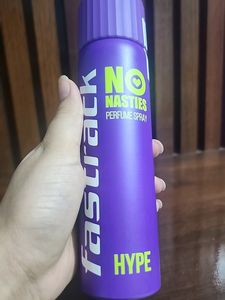 fastrack
NO
NASTIES
PERFUME SPRAY
HYPE